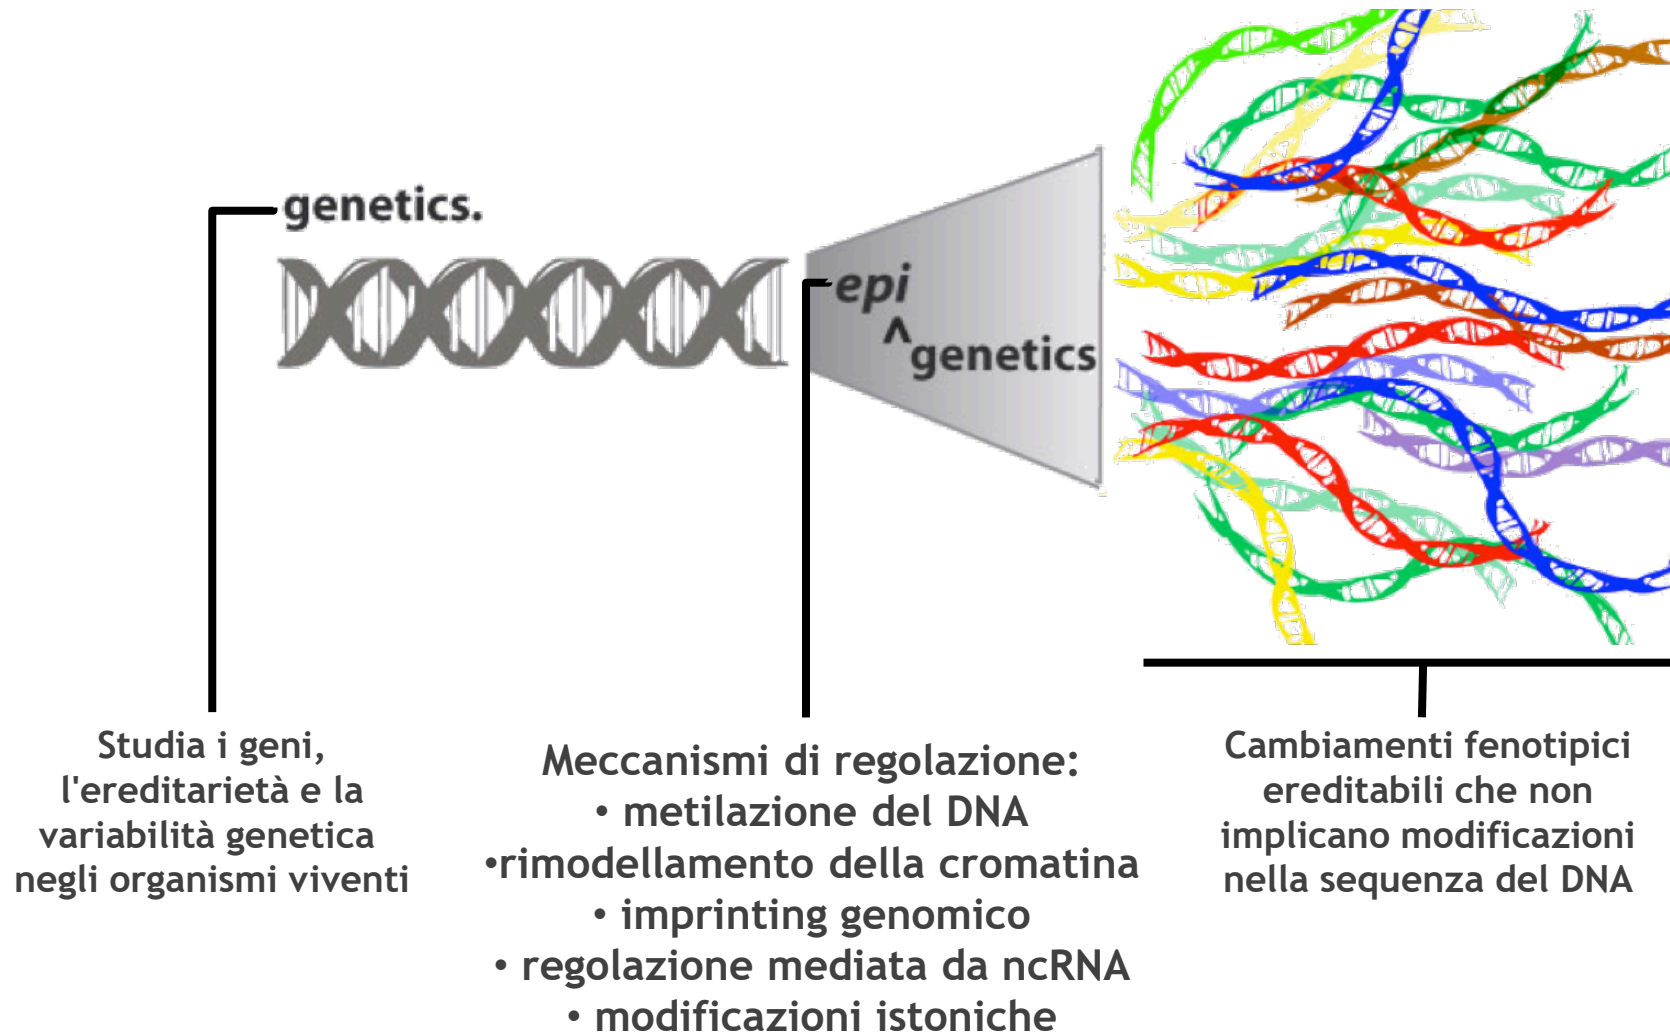 genetics.
epi
^
genetics
Studia i geni,
l'ereditarietà e la
variabilità genetica
negli organismi viventi
Meccanismi di regolazione:
• metilazione del DNA
•rimodellamento della cromatina
• imprinting genomico
• regolazione mediata da ncRNA
• modificazioni istoniche
Cambiamenti fenotipici
ereditabili che non
implicano modificazioni
nella sequenza del DNA